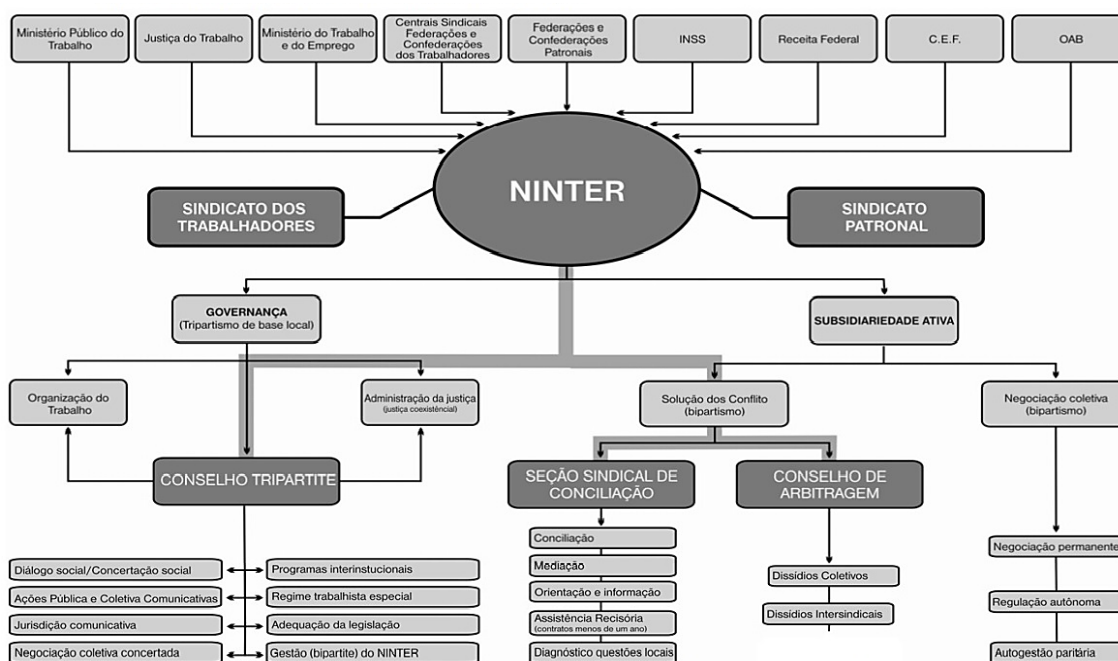 Ministério Público do
Trabalho
Justiça do Trabalho
Ministério do Trabalho
e do Emprego
Centrais Sindicais
Federações e
Confederações
dos Trabalhadores
Federações e
Confederações
Patronais
INSS
Receita Federal
C.E.F.
OAB
NINTER
SINDICATO DOS
TRABALHADORES
SINDICATO
PATRONAL
GOVERNANÇA
(Tripartismo de base local)
SUBSIDIARIEDADE ATIVA
Organização do
Trabalho
Administração da justiça
(justiça coexistêncial)
Solução dos Conflito
(bipartismo)
Negociação coletiva
(bipartismo)
CONSELHO TRIPARTITE
SEÇÃO SINDICAL DE
CONCILIAÇÃO
CONSELHO DE
ARBITRAGEM
Diálogo social/Concertação social
Ações Pública e Coletiva Comunicativas
Jurisdição comunicativa
Negociação coletiva concertada
Programas interinstucionais
Regime trabalhista especial
Adequação da legislação
Gestão (bipartite) do NINTER
Conciliação
Mediação
Orientação e informação
Assistência Recisória
(contratos menos de um ano)
Diagnóstico questões locais
Dissídios Coletivos
Dissídios Intersindicais
Negociação permanente
Regulação autônoma
Autogestão paritária